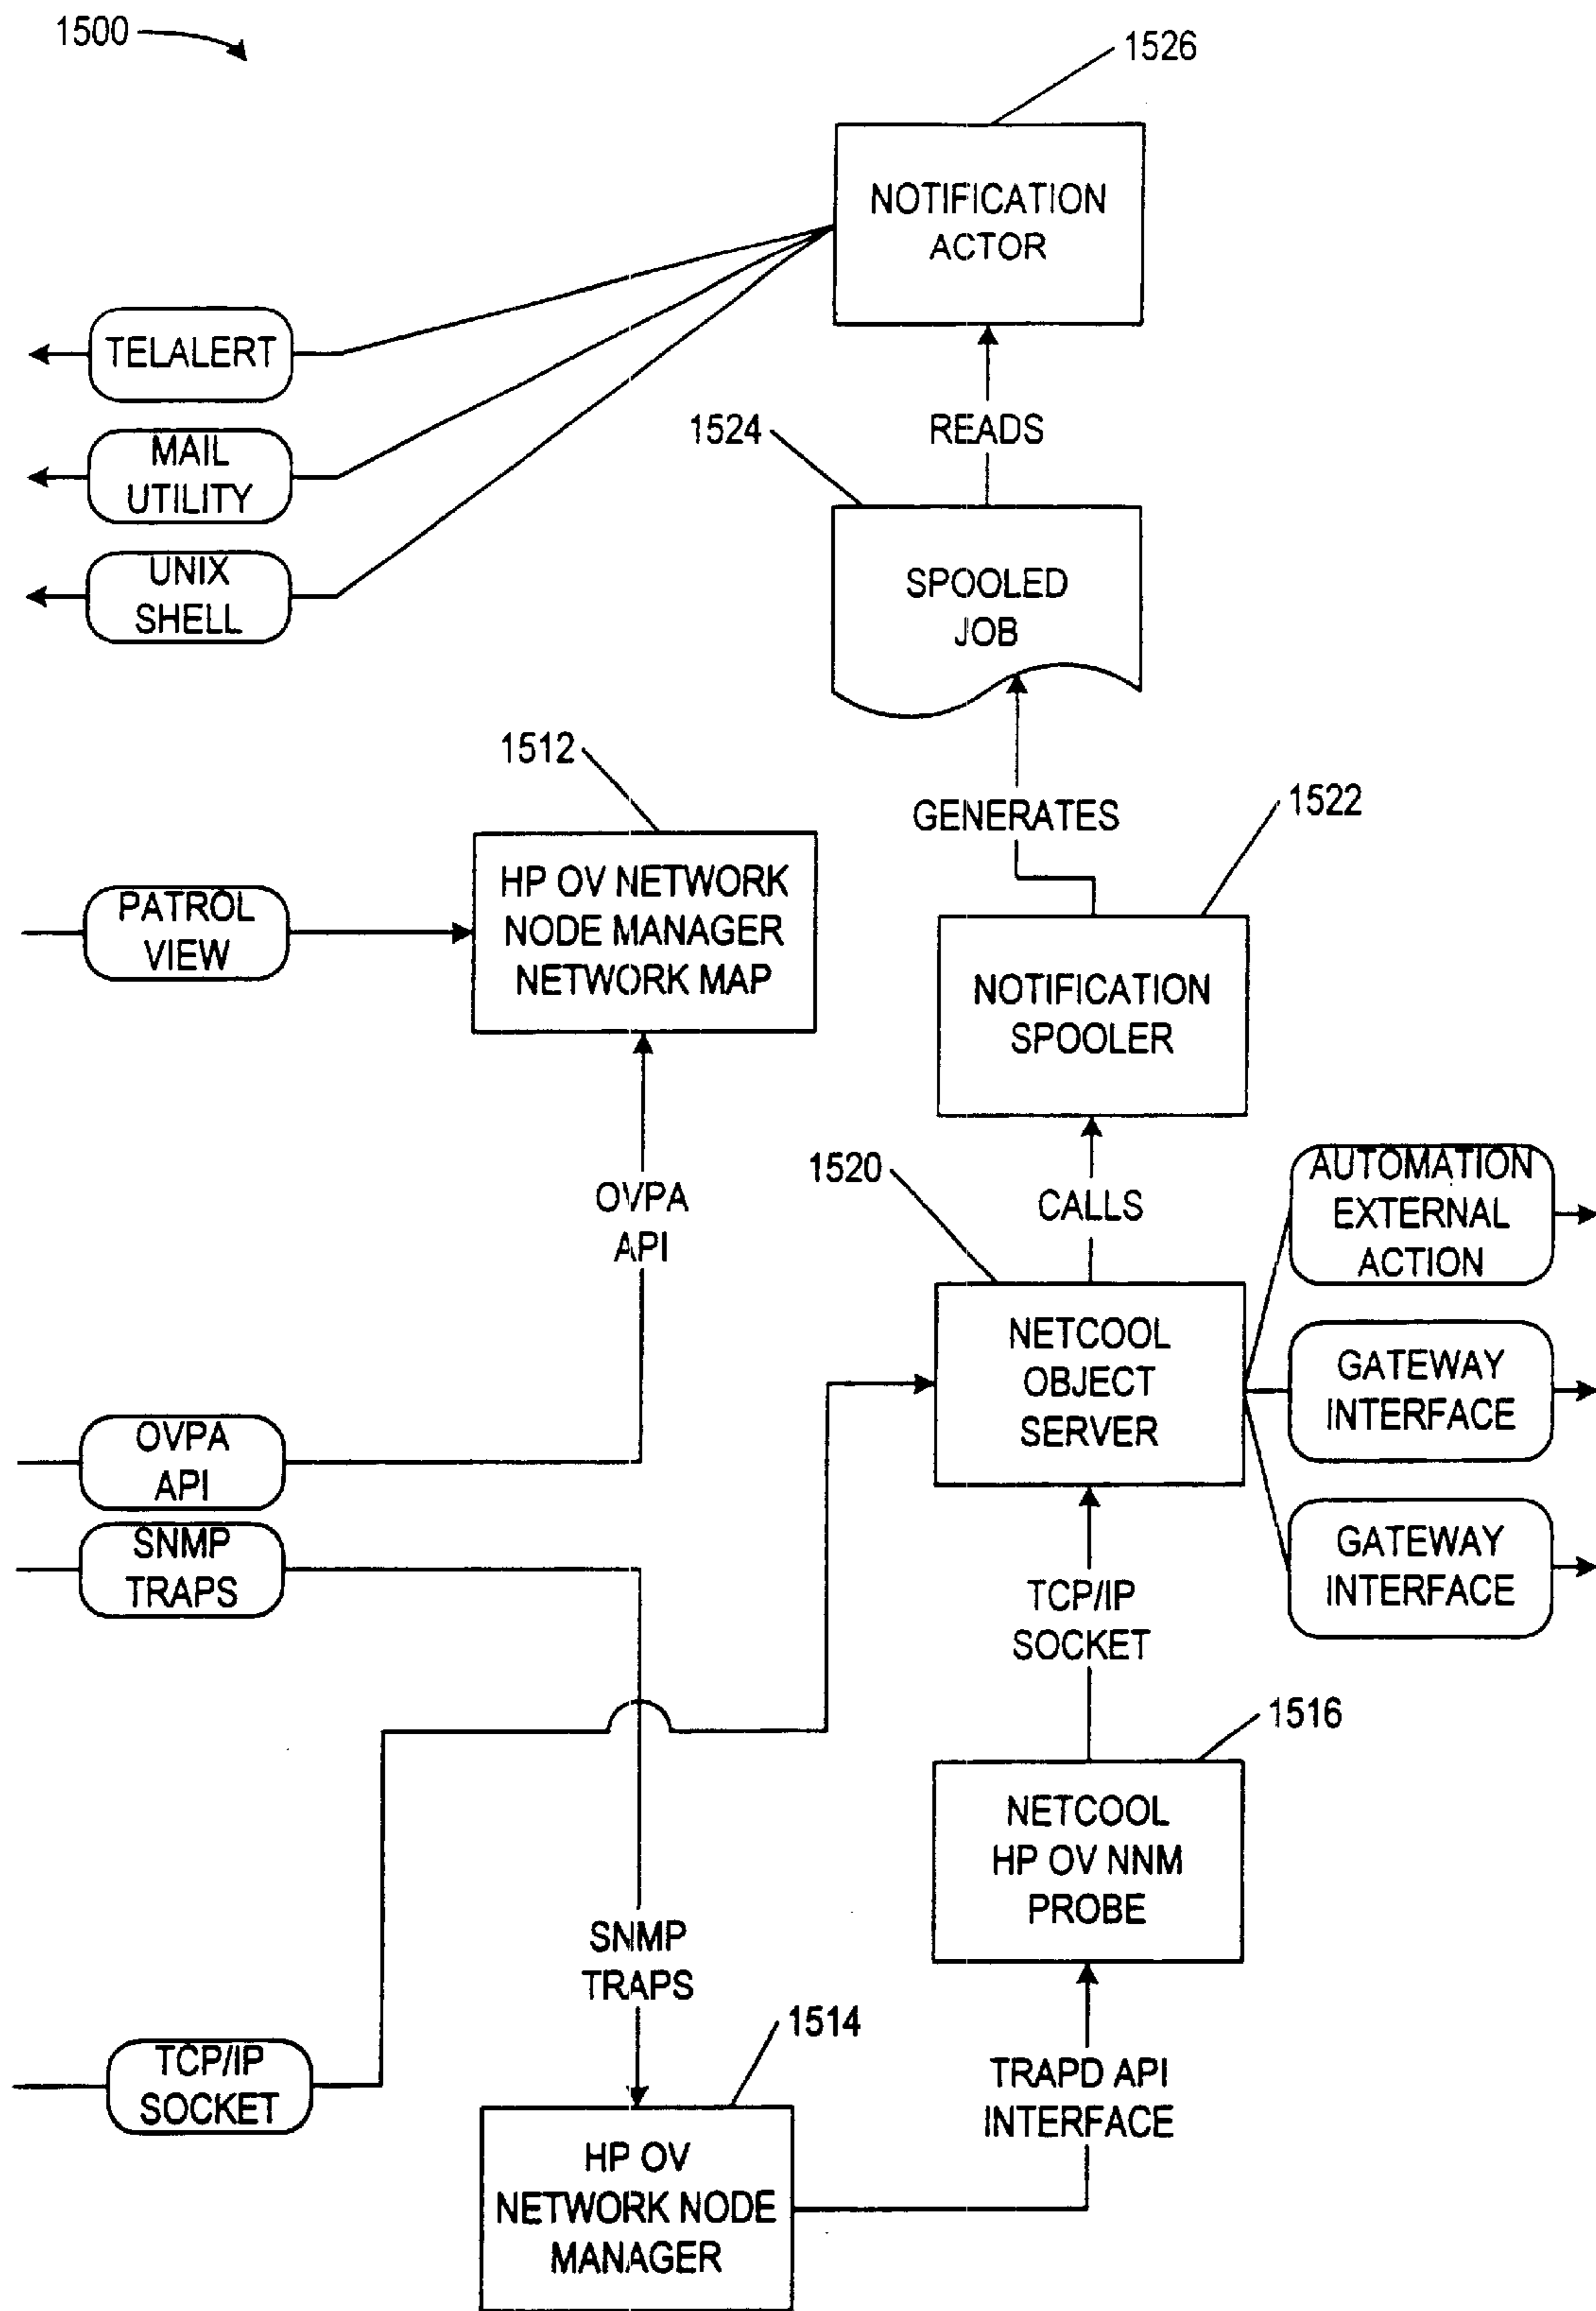 1500
1526
NOTIFICATION
ACTOR
TELALERT
MAIL
UTILITY
UNIX
SHELL
1524
READS
SPOOLED
JOB
1512
GENERATES
1522
PATROL
VIEW
HP OV NETWORK
NODE MANAGER
NETWORK MAP
NOTIFICATION
SPOOLER
OVPA
API
1520
CALLS
AUTOMATION
EXTERNAL
ACTION
NETCOOL
OBJECT
SERVER
GATEWAY
INTERFACE
GATEWAY
INTERFACE
OVPA
API
SNMP
TRAPS
TCP/IP
SOCKET
1516
NETCOOL
HP OV NNM
PROBE
SNMP
TRAPS
1514
TCP/IP
SOCKET
TRAPD API
INTERFACE
HP OV
NETWORK NODE
MANAGER